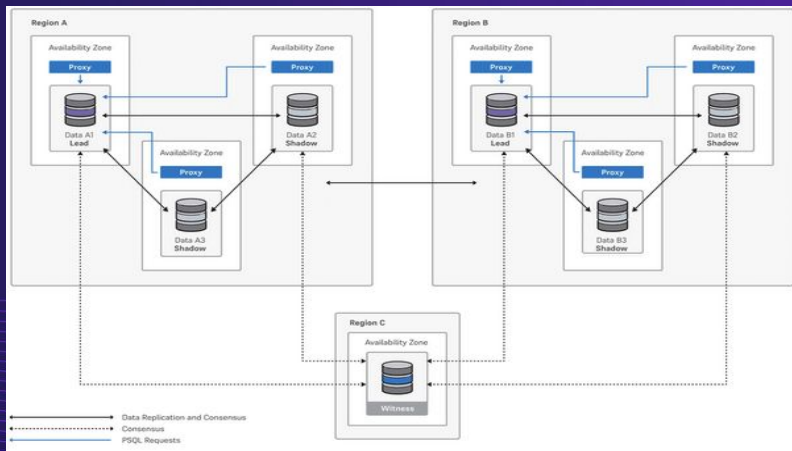 Region A
Availability Zone
Proxy
Data A1
Lead
Availability Zone
Proxy
Data A2
Shadow
Availability Zone
Proxy
Data A3
Shadow
Region B
Availability Zone
Proxy
Data B1
Lead
Availability Zone
Proxy
Data B2
Shadow
Availability Zone
Proxy
Data B3
Shadow
Region C
Availability Zone
Witness
Data Replication and Consensus
Consensus
PSQL Requests